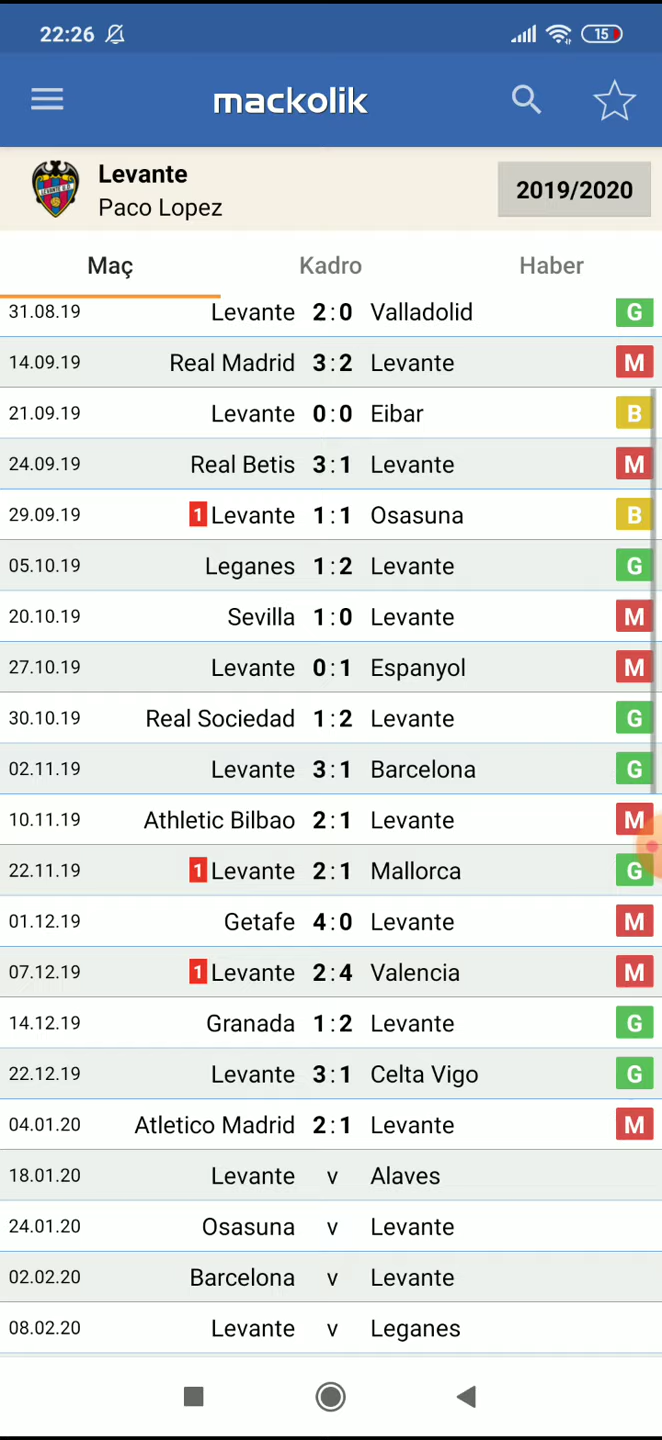 22:26 15
mackolik
Levante
Paco Lopez
2019/2020
Maç Kadro Haber
31.08.19 Levante 2:0 Valladolid G
14.09.19 Real Madrid 3:2 Levante M
21.09.19 Levante 0:0 Eibar B
24.09.19 Real Betis 3:1 Levante M
29.09.19 1 Levante 1:1 Osasuna B
05.10.19 Leganes 1:2 Levante G
20.10.19 Sevilla 1:0 Levante M
27.10.19 Levante 0:1 Espanyol M
30.10.19 Real Sociedad 1:2 Levante G
02.11.19 Levante 3:1 Barcelona G
10.11.19 Athletic Bilbao 2:1 Levante M
22.11.19 1 Levante 2:1 Mallorca G
01.12.19 Getafe 4:0 Levante M
07.12.19 1 Levante 2:4 Valencia M
14.12.19 Granada 1:2 Levante G
22.12.19 Levante 3:1 Celta Vigo G
04.01.20 Atletico Madrid 2:1 Levante M
18.01.20 Levante v Alaves
24.01.20 Osasuna v Levante
02.02.20 Barcelona v Levante
08.02.20 Levante v Leganes